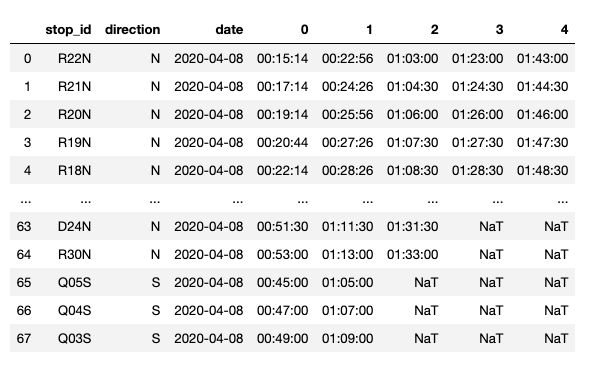 stop_id direction date 0 1 2 3 4
0 R22N N 2020-04-08 00:15:14 00:22:56 01:03:00 01:23:00 01:43:00
1 R21N N 2020-04-08 00:17:14 00:24:26 01:04:30 01:24:30 01:44:30
2 R20N N 2020-04-08 00:19:14 00:25:56 01:06:00 01:26:00 01:46:00
3 R19N N 2020-04-08 00:20:44 00:27:26 01:07:30 01:27:30 01:47:30
4 R18N N 2020-04-08 00:22:14 00:28:26 01:08:30 01:28:30 01:48:30
... ... ... ... ... ... ... ... ...
63 D24N N 2020-04-08 00:51:30 01:11:30 01:31:30 NaT NaT
64 R30N N 2020-04-08 00:53:00 01:13:00 01:33:00 NaT NaT
65 Q05S S 2020-04-08 00:45:00 01:05:00 NaT NaT NaT
66 Q04S S 2020-04-08 00:47:00 01:07:00 NaT NaT NaT
67 Q03S S 2020-04-08 00:49:00 01:09:00 NaT NaT NaT